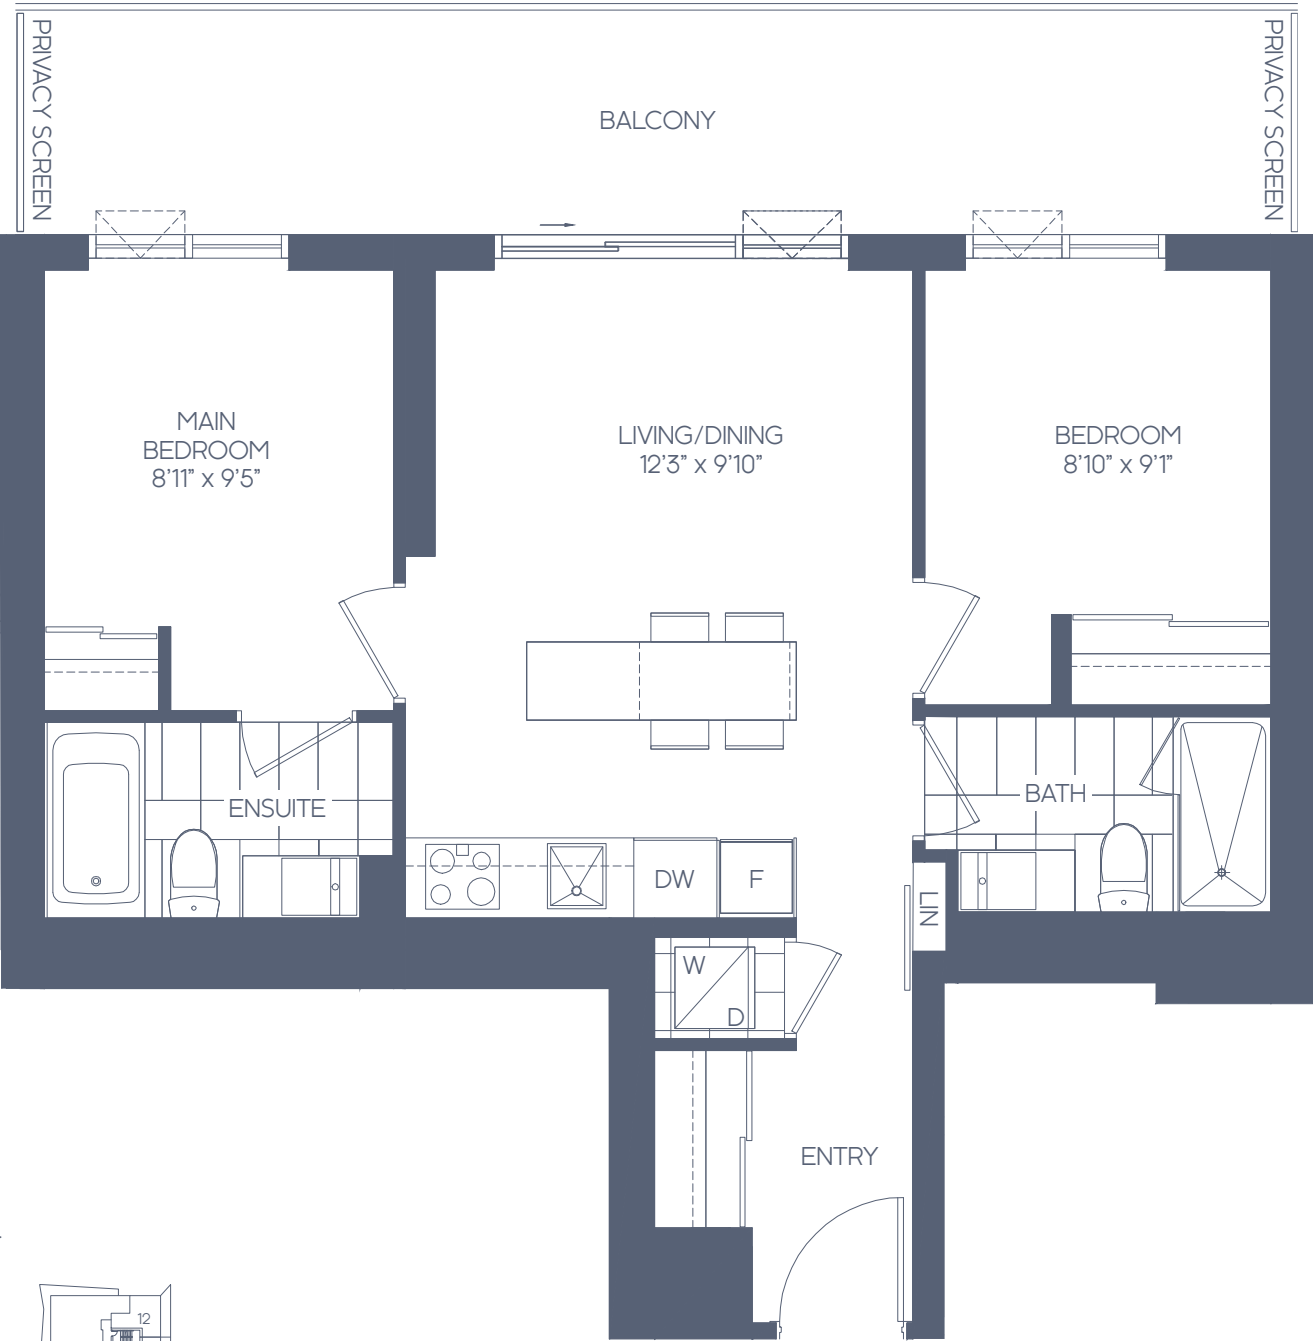 PRIVACY SCREEN
PRIVACY SCREEN
BALCONY
MAIN
BEDROOM
8'11" x 9'5"
LIVING/DINING
12'3" x 9'10"
BEDROOM
8'10" x 9'1"
ENSUITE
BATH
DW
F
LIN
W
D
ENTRY
12